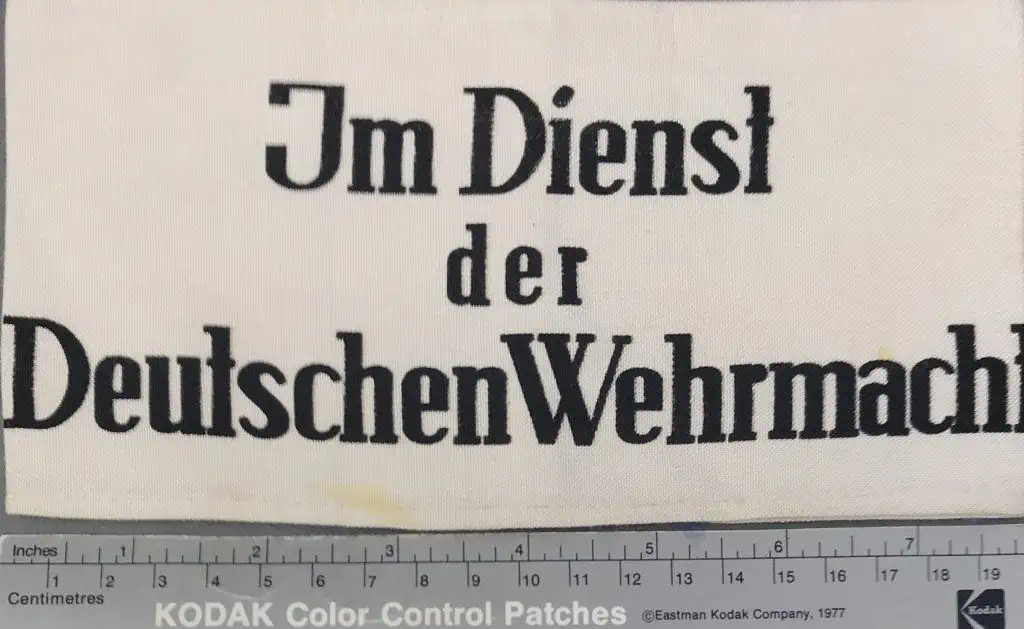 Im Dienst
der
Deutschen Wehrmacht
Inches 1 2 3 4 5 6 7
1 2 3 4 5 6 7 8 9 10 11 12 13 14 15 16 17 18 19
Centimetres
KODAK Color Control Patches ©Eastman Kodak Company, 1977 Kodak